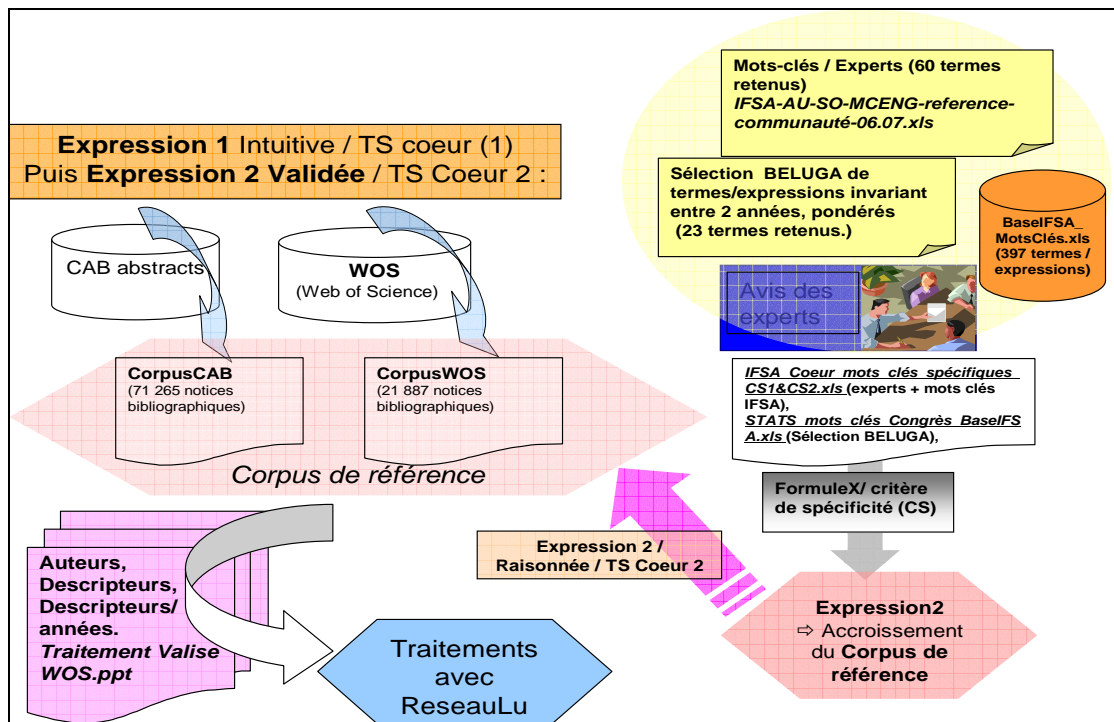 Expression 1 Intuitive / TS coeur (1)
Puis Expression 2 Validée / TS Coeur 2 :
CAB abstracts
WOS
(Web of Science)
CorpusCAB
(71 265 notices
bibliographiques)
CorpusWOS
(21 887 notices
bibliographiques)
Corpus de référence
Auteurs,
Descripteurs,
Descripteurs/
années.
Traitement Valise
WOS.ppt
Traitements
avec
ReseauLu
Mots-clés / Experts (60 termes
retenus)
IFSA-AU-SO-MCENG-reference-
communauté-06.07.xls
Sélection BELUGA de
termes/expressions invariant
entre 2 années, pondérés
(23 termes retenus.)
BaseIFSA_
MotsClés.xls
(397 termes /
expressions)
Avis des
experts
IFSA_Coeur mots clés spécifiques
CS1&CS2.xls (experts + mots clés
IFSA),
STATS mots clés Congrès BaseIFS
A.xls (Sélection BELUGA),
FormuleX/ critère
de spécificité (CS)
Expression 2 /
Raisonnée / TS Coeur 2
Expression2
⇨ Accroissement
du Corpus de
référence